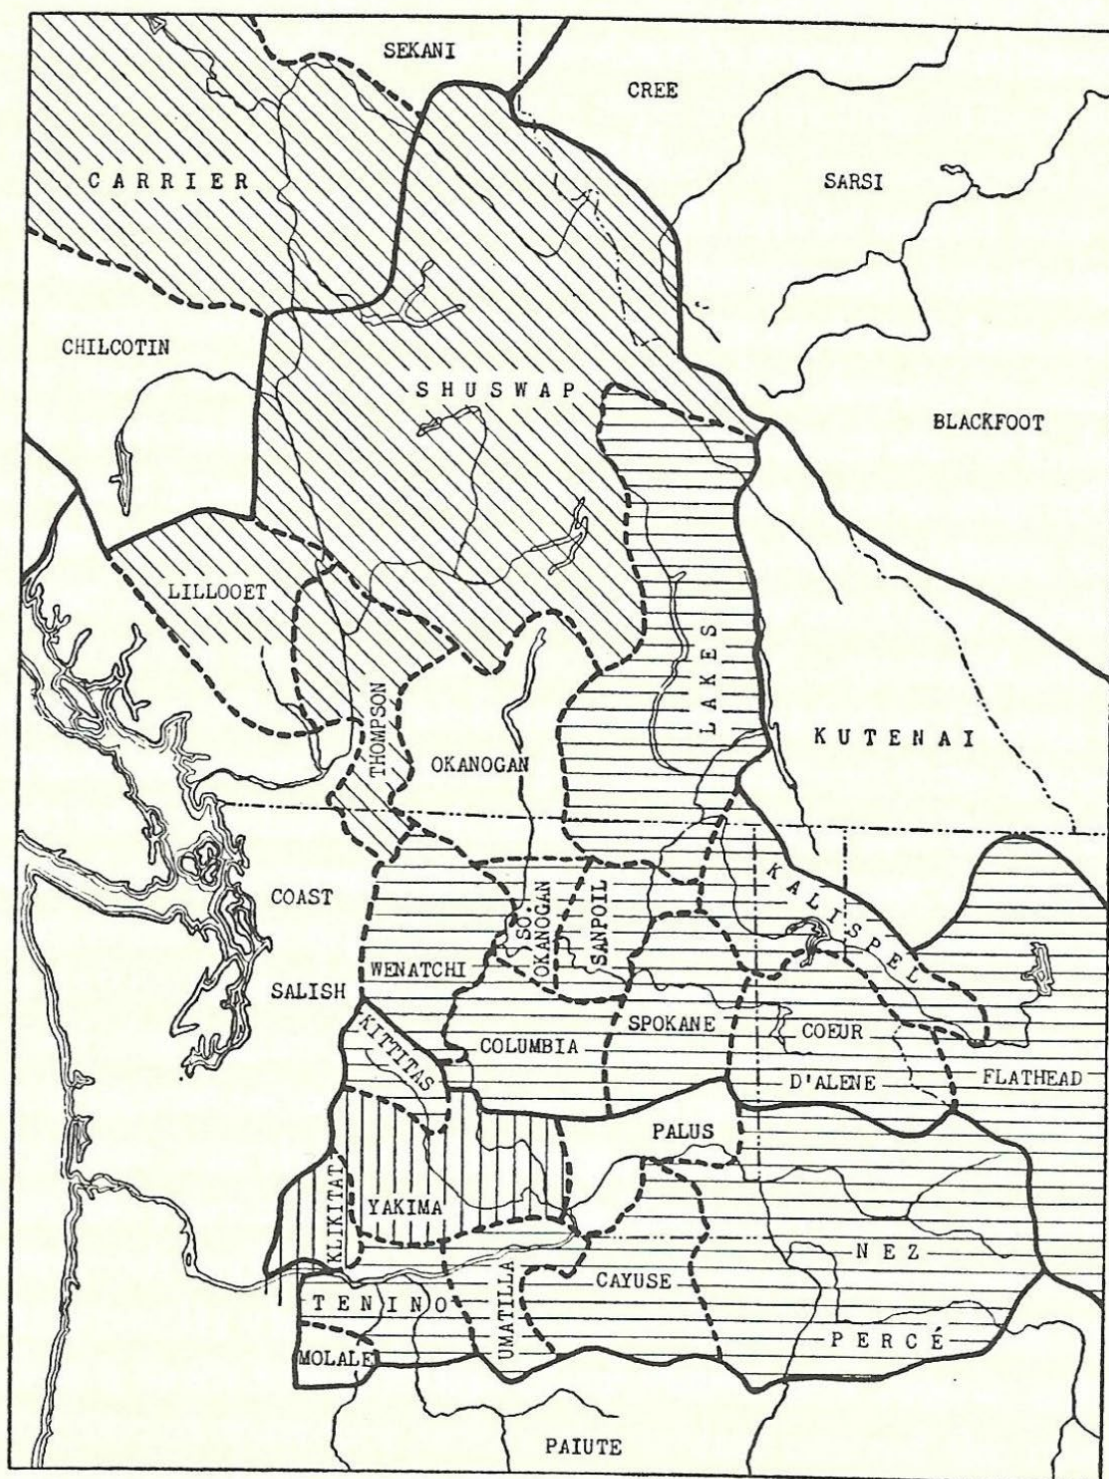 SEKANI
CREE
CARRIER
SARSI
CHILCOTIN
SHUSWAP
BLACKFOOT
LILLOOET
LAKES
THOMPSON
OKANOGAN
KUTENAI
COAST
SALISH
SO.
OKANOGAN
SANPOIL
KALISPEL
WENATCHI
KITTITAS
COLUMBIA
SPOKANE
COEUR
D'ALENE
FLATHEAD
PALUS
KLIKITAT
YAKIMA
NEZ
PERCÉ
TENINO
UMATILLA
CAYUSE
MOLALE
PAIUTE